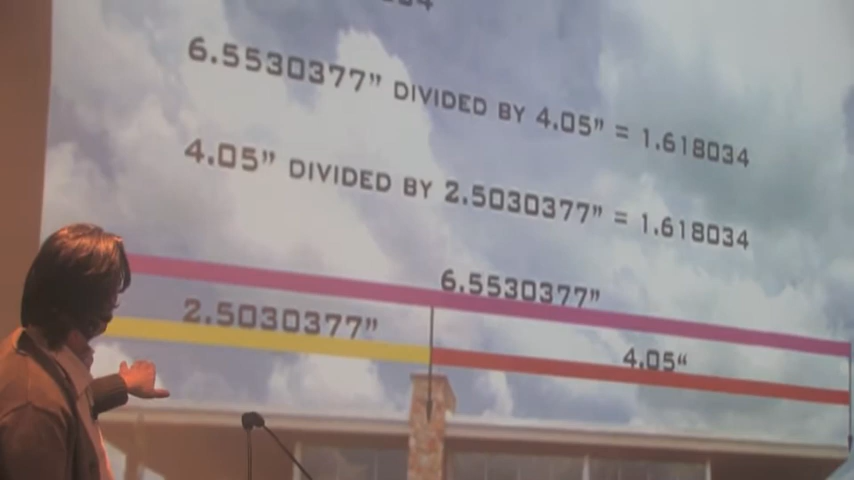 6.5530377” DIVIDED BY 4.05” = 1.618034
4.05” DIVIDED BY 2.5030377” = 1.618034
6.5530377”
2.5030377”
4.05“